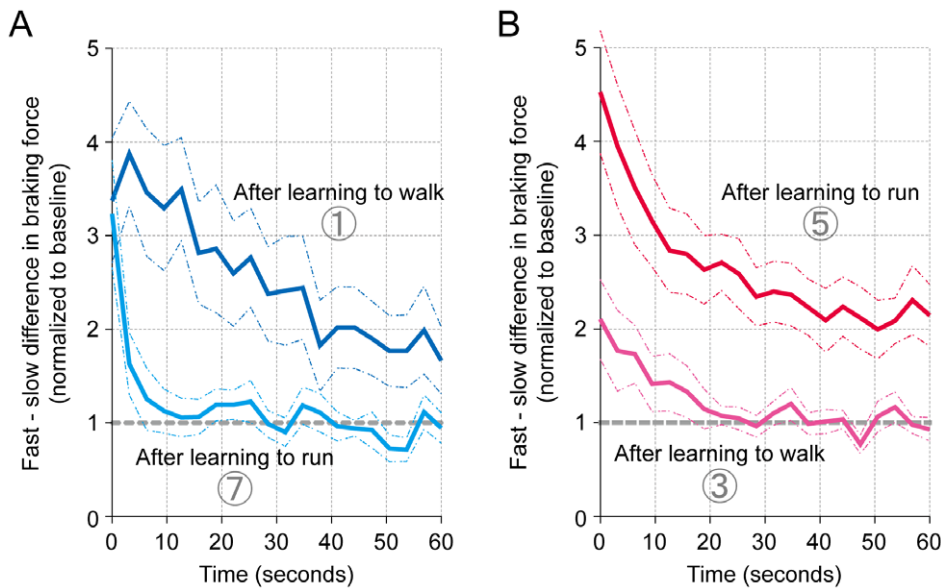 A
Fast - slow difference in braking force
(normalized to baseline)
5
4
3
2
1
0
After learning to walk
①
After learning to run
⑦
0 10 20 30 40 50 60
Time (seconds)
B
Fast - slow difference in braking force
(normalized to baseline)
5
4
3
2
1
0
After learning to run
⑤
After learning to walk
③
0 10 20 30 40 50 60
Time (seconds)